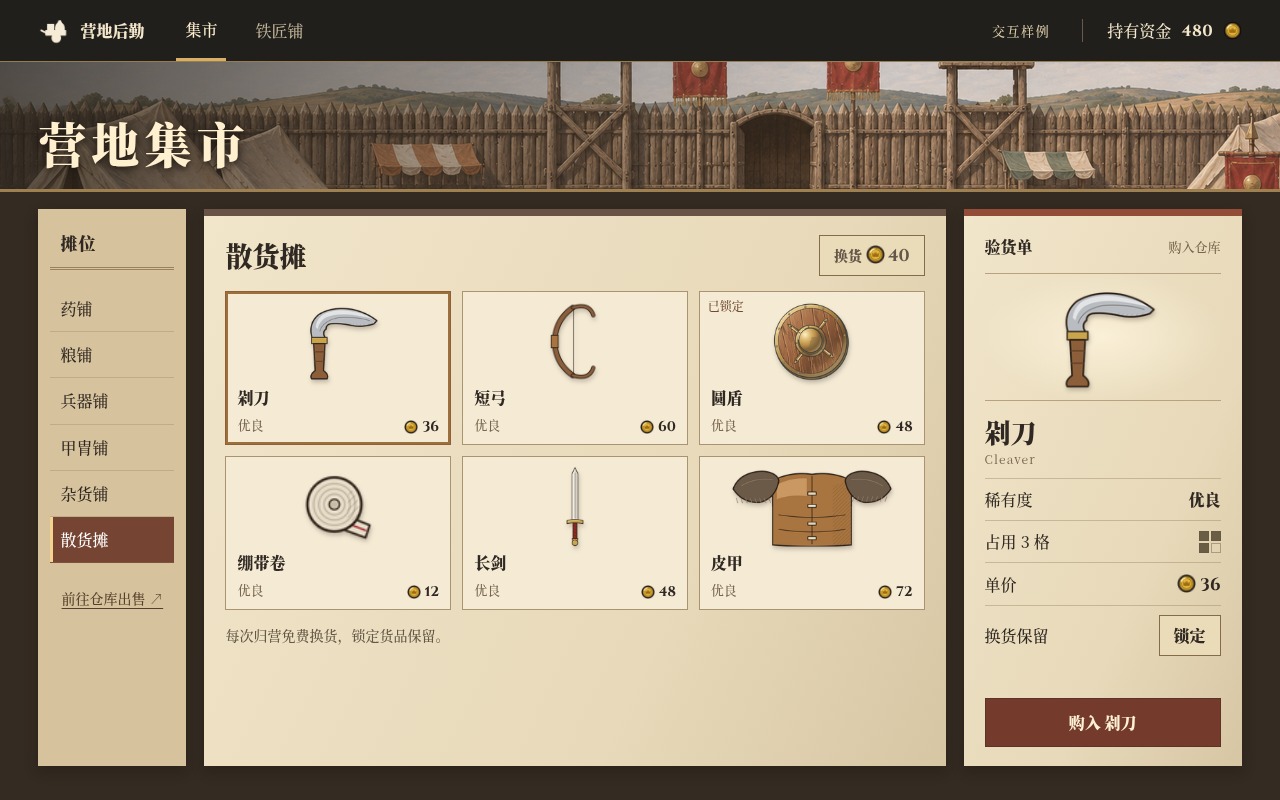 营地后勤
集市
铁匠铺
交互样例
持有资金 480
营地集市
摊位
药铺
粮铺
兵器铺
甲胄铺
杂货铺
散货摊
前往仓库出售 ↗
散货摊
换货 40
剁刀
优良
36
短弓
优良
60
已锁定
圆盾
优良
48
绷带卷
优良
12
长剑
优良
48
皮甲
优良
72
每次归营免费换货，锁定货品保留。
验货单
购入仓库
剁刀
Cleaver
稀有度 优良
占用 3 格
单价 36
换货保留 锁定
购入 剁刀